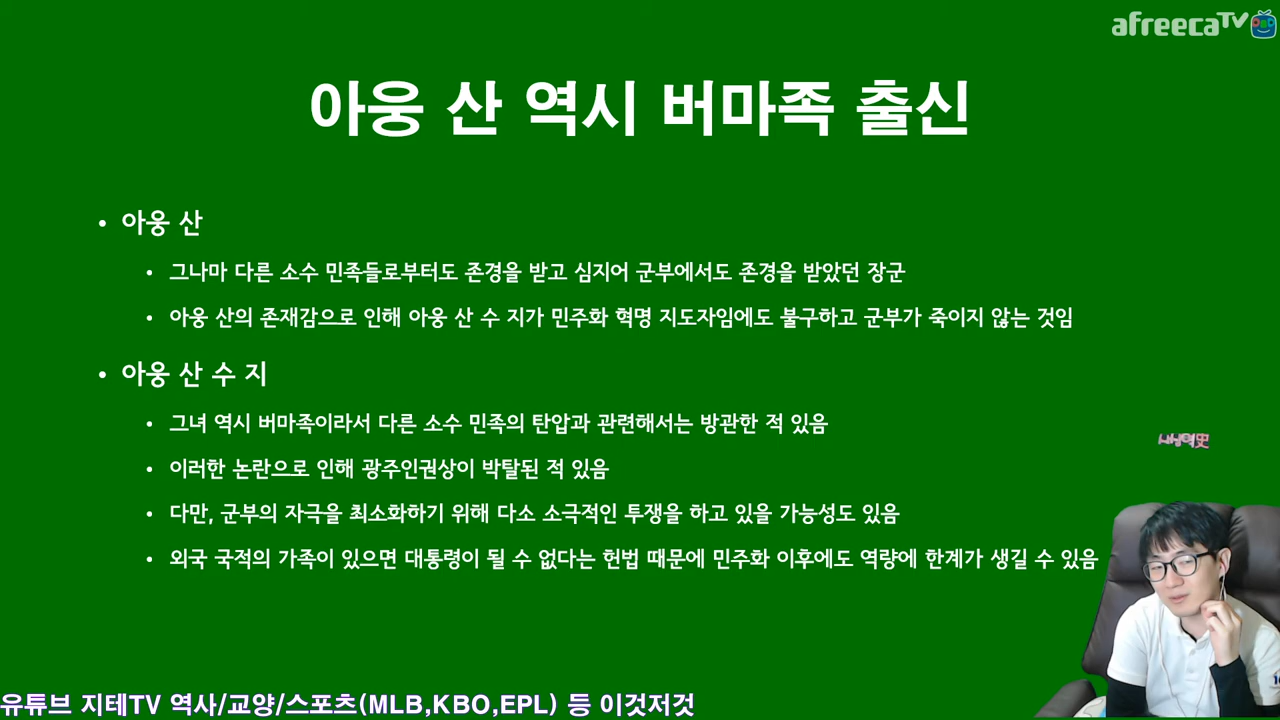 afreecaTV
아웅 산 역시 버마족 출신
• 아웅 산
• 그나마 다른 소수 민족들로부터도 존경을 받고 심지어 군부에서도 존경을 받았던 장군
• 아웅 산의 존재감으로 인해 아웅 산 수 지가 민주화 혁명 지도자임에도 불구하고 군부가 죽이지 않는 것임
• 아웅 산 수 지
• 그녀 역시 버마족이라서 다른 소수 민족의 탄압과 관련해서는 방관한 적 있음
• 이러한 논란으로 인해 광주인권상이 박탈된 적 있음
• 다만, 군부의 자극을 최소화하기 위해 다소 소극적인 투쟁을 하고 있을 가능성도 있음
• 외국 국적의 가족이 있으면 대통령이 될 수 없다는 헌법 때문에 민주화 이후에도 역량에 한계가 생길 수 있음
유튜브 지테TV 역사/교양/스포츠(MLB,KBO,EPL) 등 이것저것